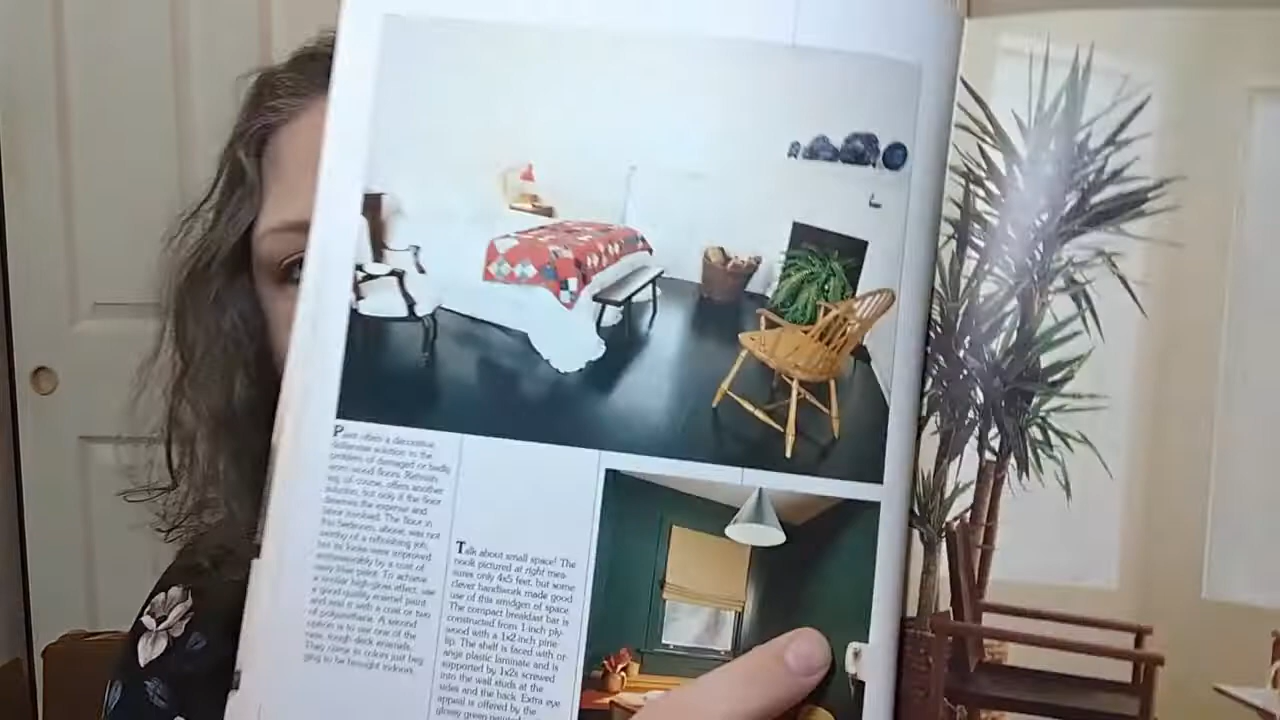 Paint offers a decorative
problem of damaged or badly
worn wood floors. Refinish-
ing, of course, offers another
solution, but only if the floor
deserves the expense and
labor involved. The floor in
this bedroom, above, was not
worthy of a refinishing job,
but its looks were improved
immeasurably by a coat of
navy blue paint. To achieve
a similar high-gloss effect, use
a good quality enamel paint
and seal it with a coat or two
of polyurethane. A second
option is to use one of the
new, tough deck enamels.
They come in colors just beg-
ging to be brought indoors.
Talk about small space! The
nook pictured at right mea-
sures only 4x5 feet, but some
clever handiwork made good
use of this smidgen of space.
The compact breakfast bar is
constructed from 1-inch ply-
wood with a 1x2-inch pine
lip. The shelf is faced with or-
ange plastic laminate and is
supported by 1x2s screwed
into the wall studs at the
sides and the back. Extra eye
appeal is offered by the
glossy green painted